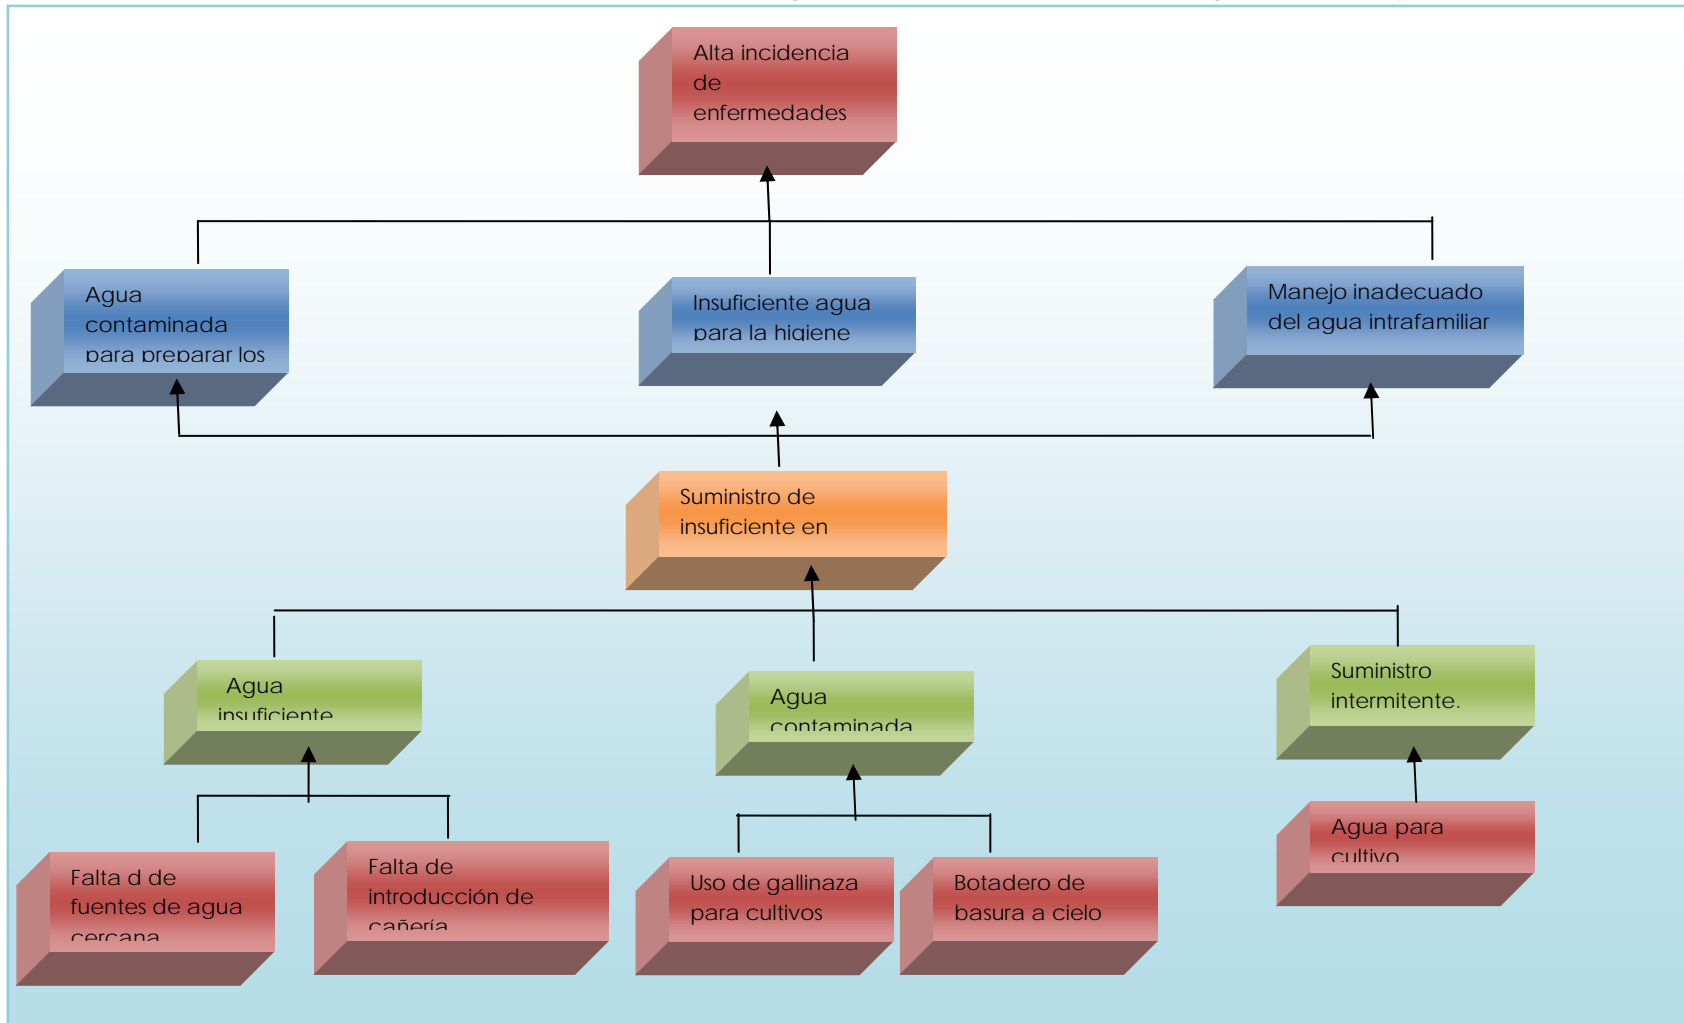 Alta incidencia
de
enfermedades
Agua
contaminada
para preparar los
Insuficiente agua
para la higiene
Manejo inadecuado
del agua intrafamiliar
Suministro de
insuficiente en
Agua
insuficiente
Agua
contaminada
Suministro
intermitente.
Falta d de
fuentes de agua
cercana
Falta de
introducción de
cañería
Uso de gallinaza
para cultivos
Botadero de
basura a cielo
Agua para
cultivo